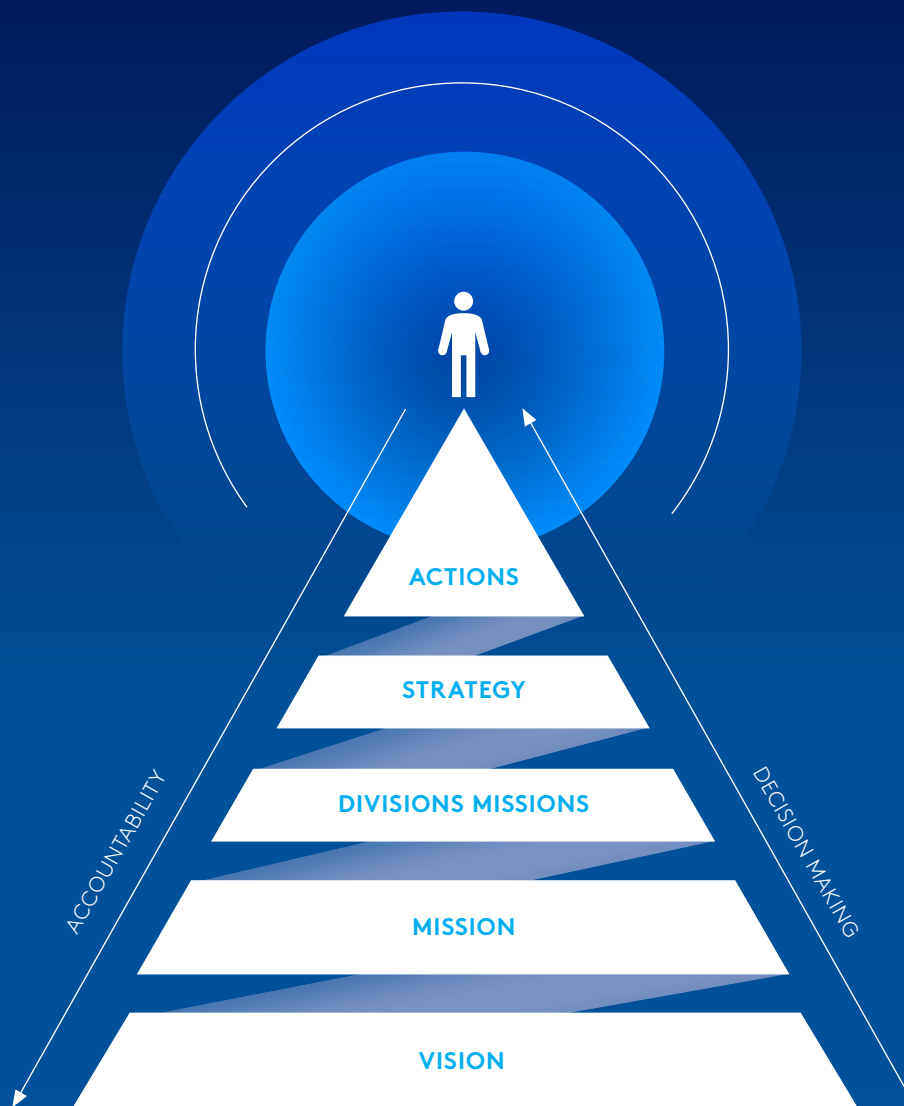 ACTIONS
STRATEGY
DIVISIONS MISSIONS
MISSION
VISION
ACCOUNTABILITY
DECISION MAKING